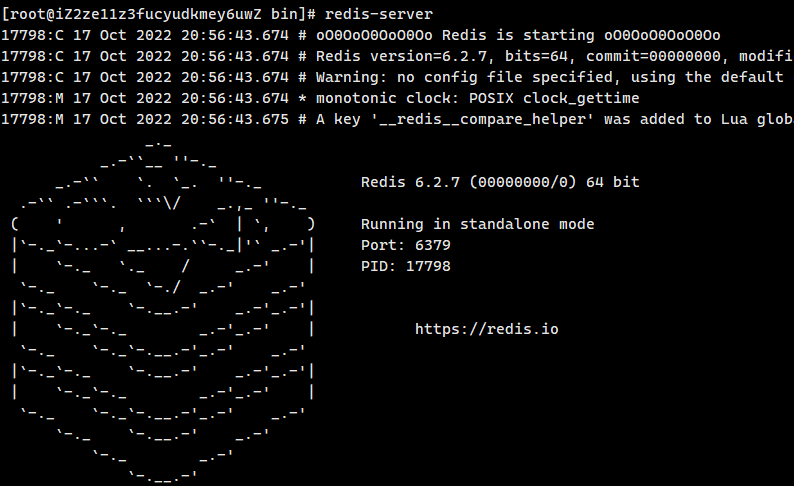 [root@iZ2ze11z3fucyudkmey6uwZ bin]# redis-server
17798:C 17 Oct 2022 20:56:43.674 # oO0OoO0OoO0Oo Redis is starting oO0OoO0OoO0Oo
17798:C 17 Oct 2022 20:56:43.674 # Redis version=6.2.7, bits=64, commit=00000000, modifi
17798:C 17 Oct 2022 20:56:43.674 # Warning: no config file specified, using the default
17798:M 17 Oct 2022 20:56:43.674 * monotonic clock: POSIX clock_gettime
17798:M 17 Oct 2022 20:56:43.675 # A key '__redis__compare_helper' was added to Lua glob
Redis 6.2.7 (00000000/0) 64 bit
Running in standalone mode
Port: 6379
PID: 17798
https://redis.io